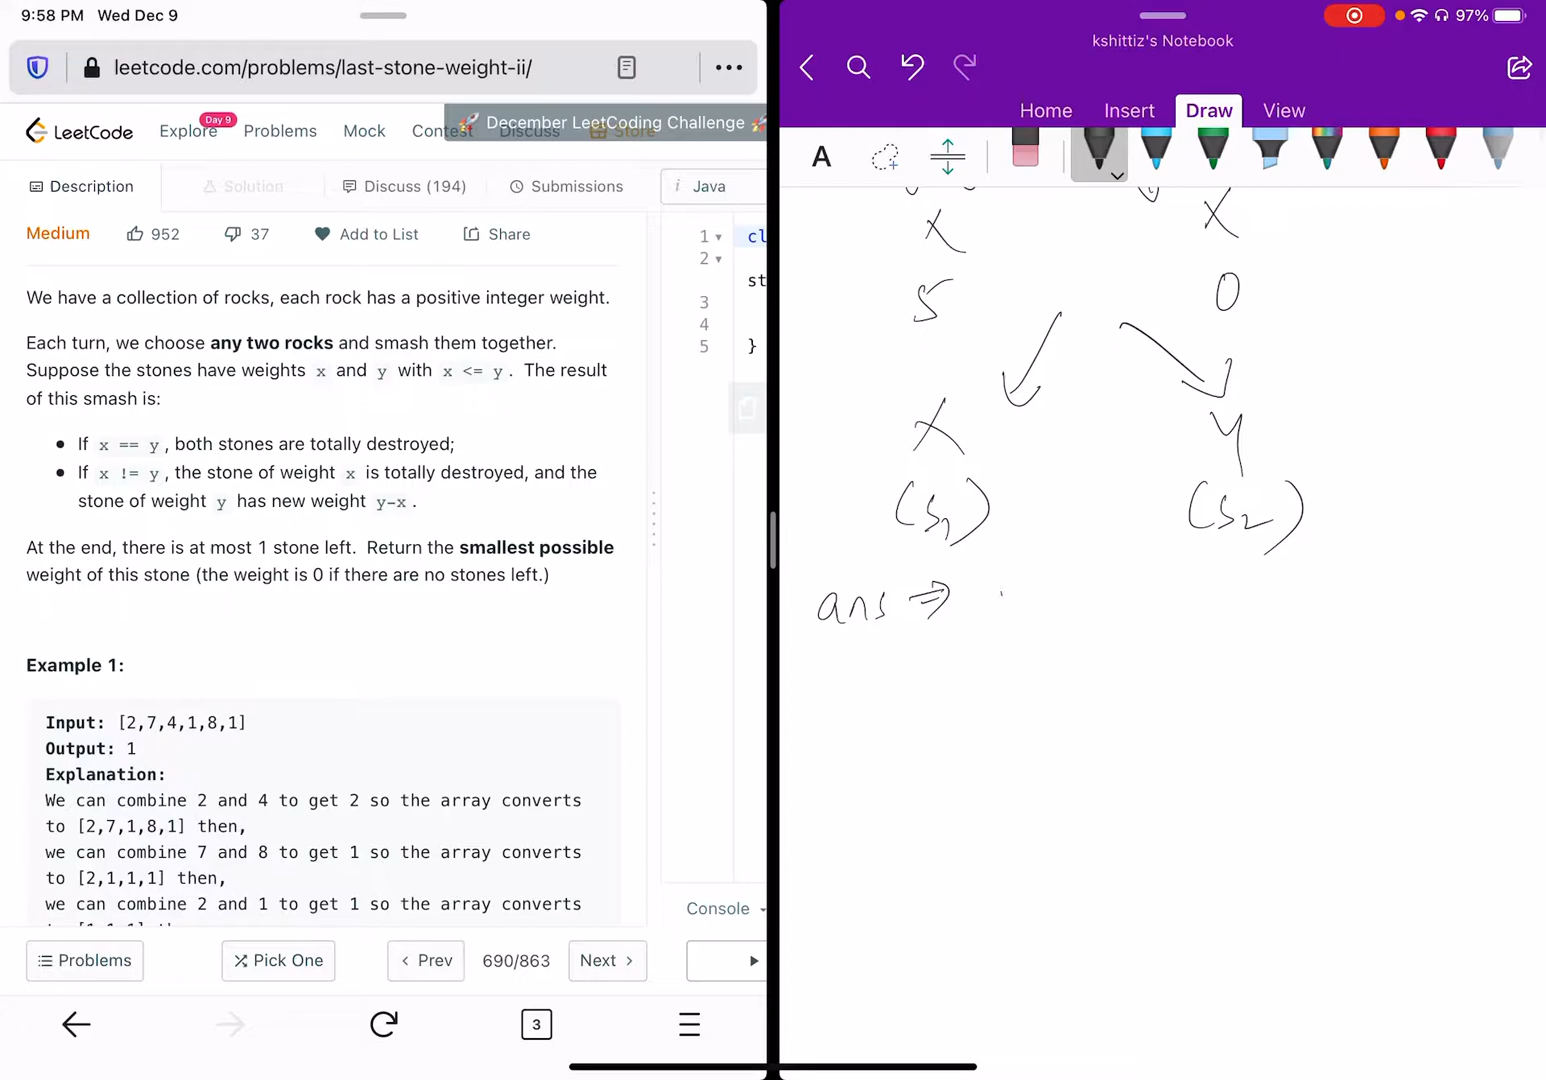 9:58 PM Wed Dec 9
leetcode.com/problems/last-stone-weight-ii/
LeetCode
Explore
Day 9
Problems
Mock
Contest
Discuss
Store
December LeetCoding Challenge
Description
Solution
Discuss (194)
Submissions
i Java
Medium
952
37
Add to List
Share
We have a collection of rocks, each rock has a positive integer weight.
Each turn, we choose any two rocks and smash them together.
Suppose the stones have weights x and y with x <= y. The result
of this smash is:
• If x == y, both stones are totally destroyed;
• If x != y, the stone of weight x is totally destroyed, and the
stone of weight y has new weight y-x.
At the end, there is at most 1 stone left. Return the smallest possible
weight of this stone (the weight is 0 if there are no stones left.)
Example 1:
Input: [2,7,4,1,8,1]
Output: 1
Explanation:
We can combine 2 and 4 to get 2 so the array converts
to [2,7,1,8,1] then,
we can combine 7 and 8 to get 1 so the array converts
to [2,1,1,1] then,
we can combine 2 and 1 to get 1 so the array converts
1 cl
2
st
3
4
5 }
Console
Problems
Pick One
Prev
690/863
Next
3
97%
kshittiz's Notebook
Home Insert Draw View
A
X X
5 0
X Y
(S1) (S2)
ans ⇒